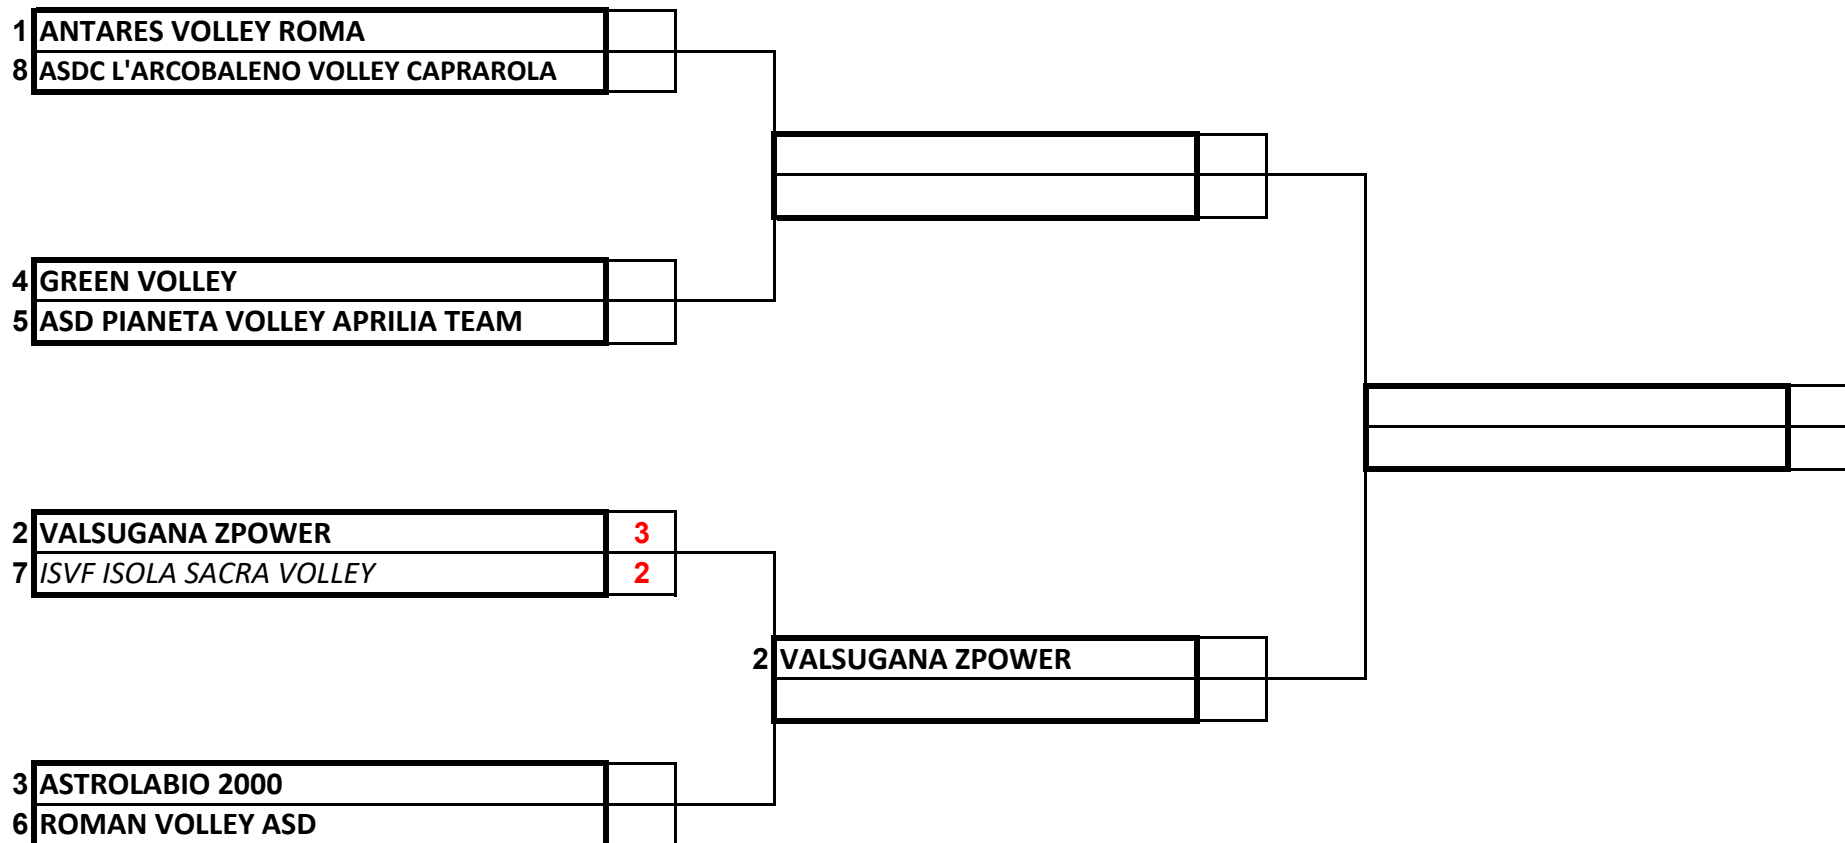 1 ANTARES VOLLEY ROMA
8 ASDC L'ARCOBALENO VOLLEY CAPRAROLA
4 GREEN VOLLEY
5 ASD PIANETA VOLLEY APRILIA TEAM
2 VALSUGANA ZPOWER 3
7 ISVF ISOLA SACRA VOLLEY 2
2 VALSUGANA ZPOWER
3 ASTROLABIO 2000
6 ROMAN VOLLEY ASD